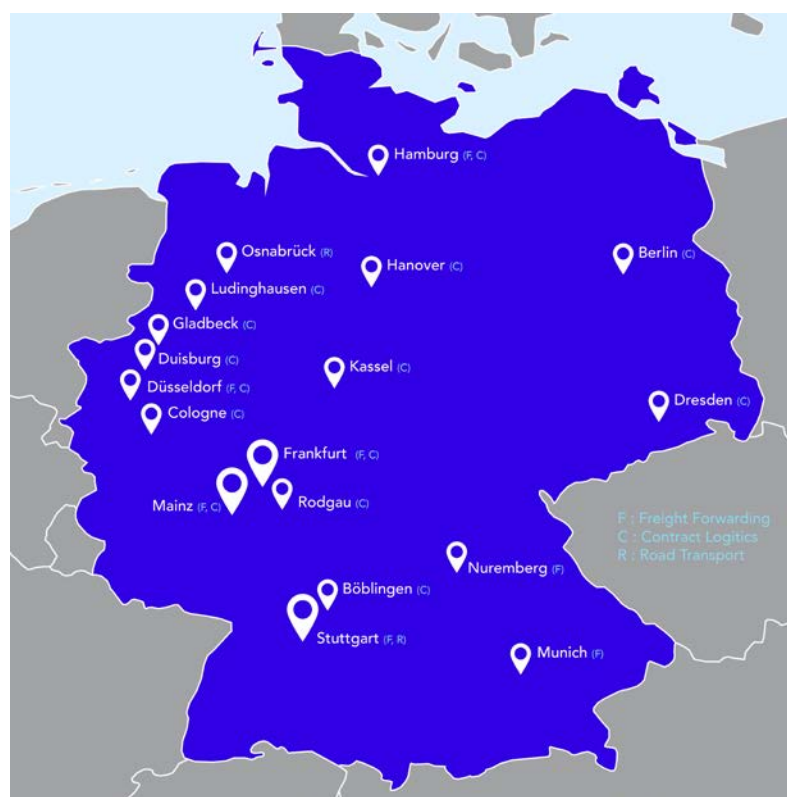 Hamburg (F, C)
Osnabrück (R)
Hanover (C)
Berlin (C)
Ludinghausen (C)
Gladbeck (C)
Duisburg (C)
Kassel (C)
Düsseldorf (F, C)
Dresden (C)
Cologne (C)
Frankfurt (F, C)
Mainz (F, C)
Rodgau (C)
F : Freight Forwarding
C : Contract Logitics
R : Road Transport
Nuremberg (F)
Böblingen (C)
Stuttgart (F, R)
Munich (F)